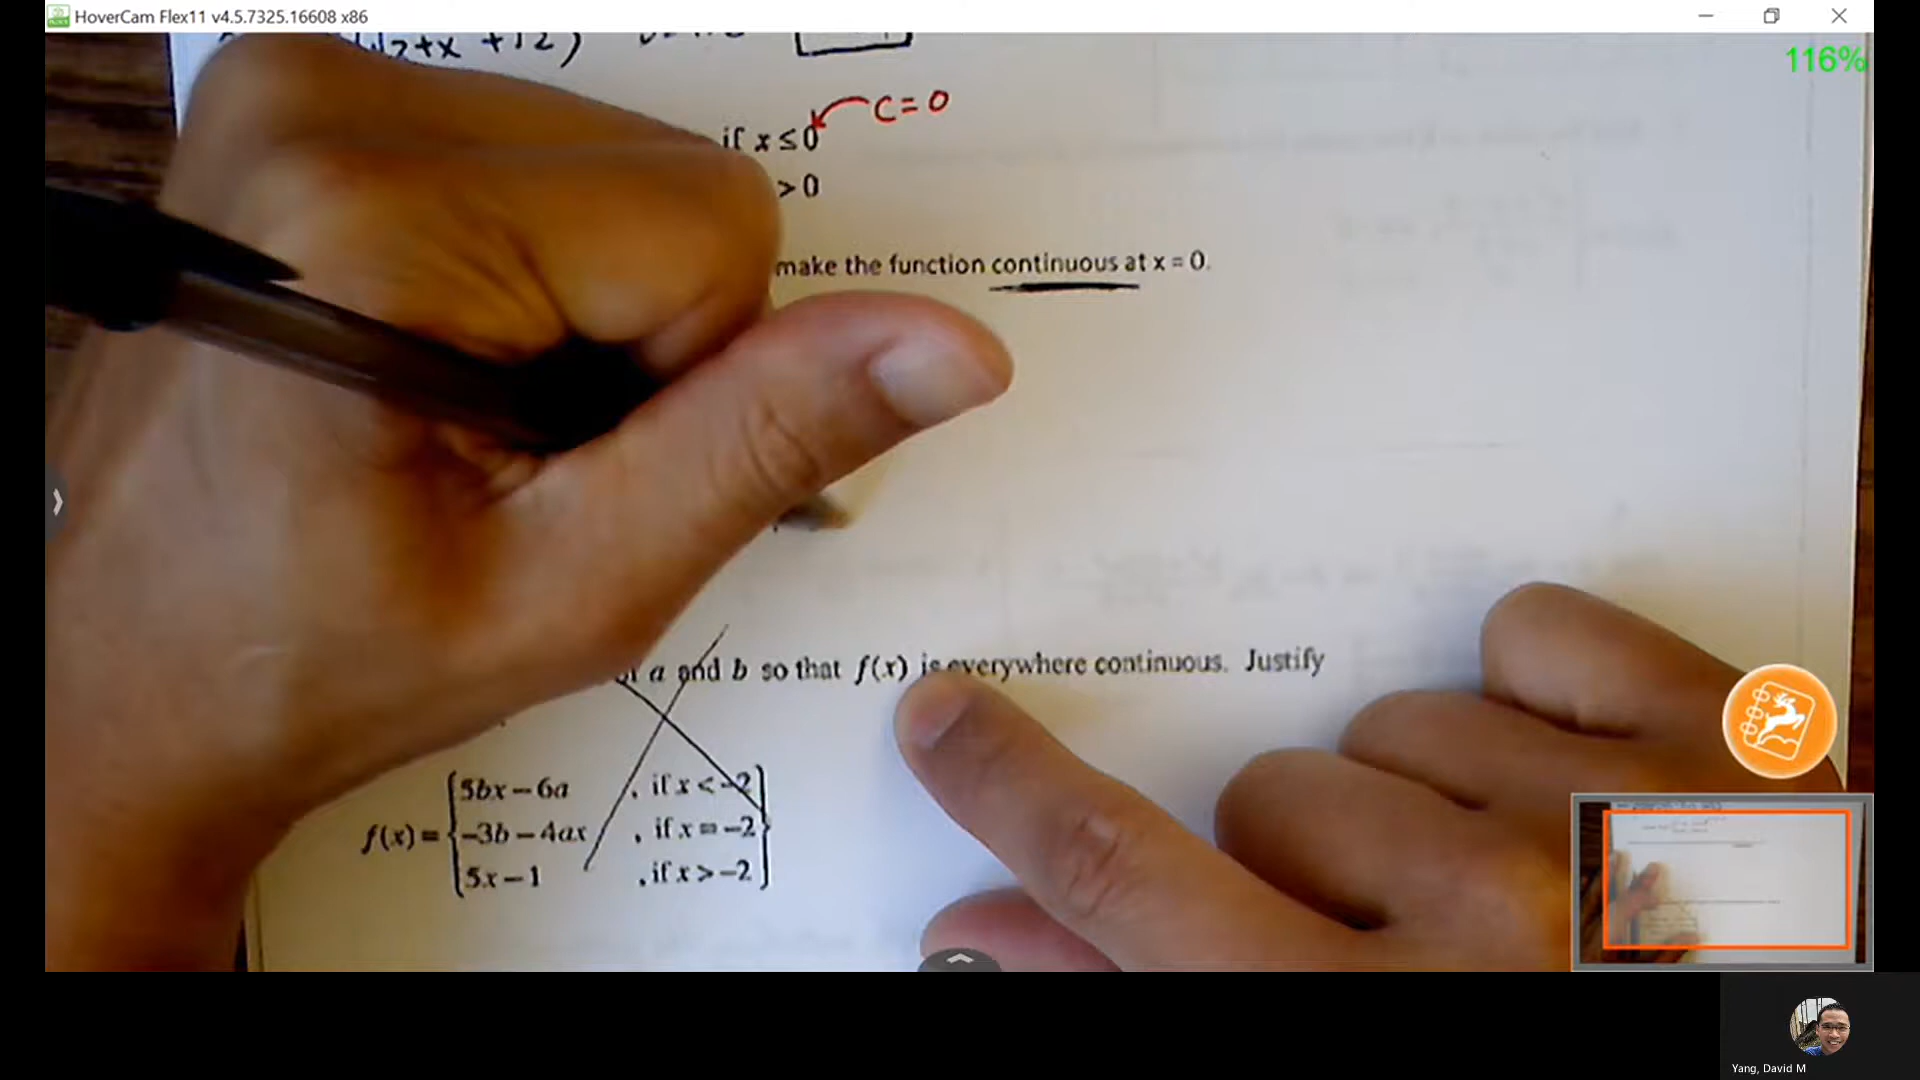 HoverCam Flex11 v4.5.7325.16608 x86
116%
2+x +12)
C=0
if x ≤ 0
> 0
make the function continuous at x = 0.
a and b so that f(x) is everywhere continuous. Justify
5bx − 6a , if x < −2
f(x) = −3b − 4ax , if x = −2
5x − 1 , if x > −2
Yang, David M